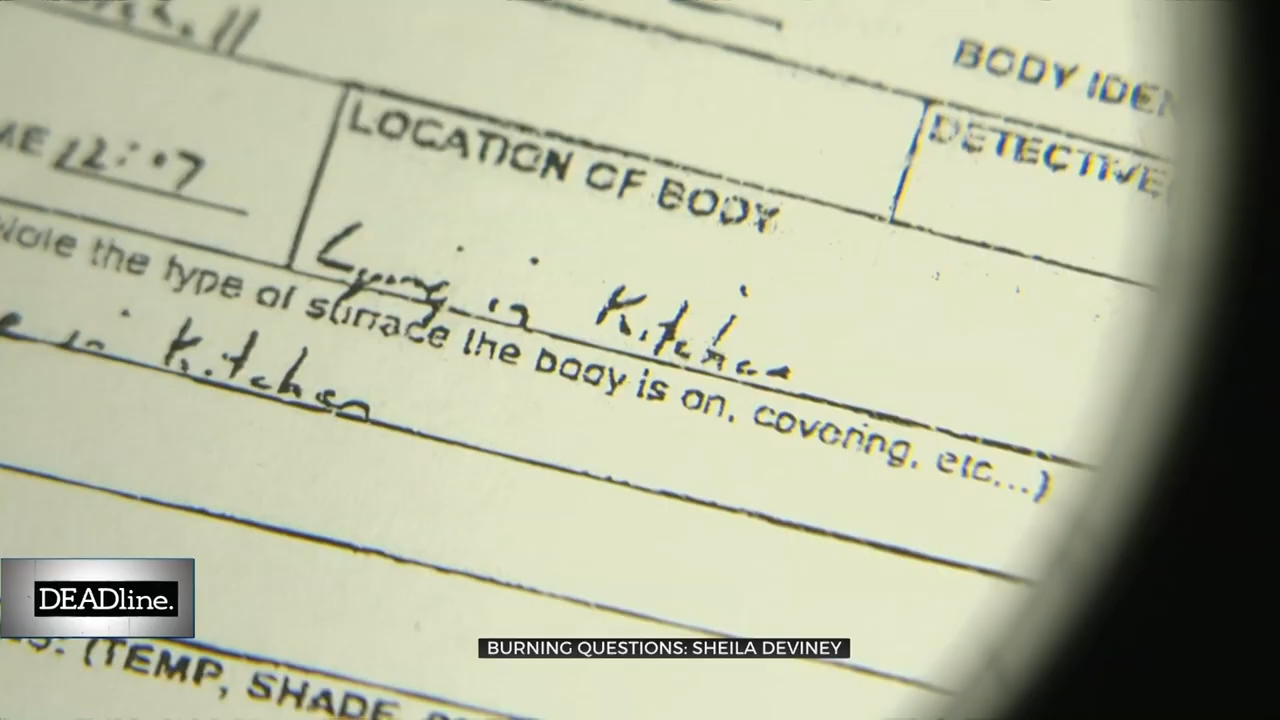 BODY IDEN
LOCATION OF BODY
DETECTIVE
ME 12:07
Lying in Kitchen
Note the type of surface the body is on, covering, etc...)
in Kitchen
DEADline.
BURNING QUESTIONS: SHEILA DEVINEY
(TEMP, SHADE,